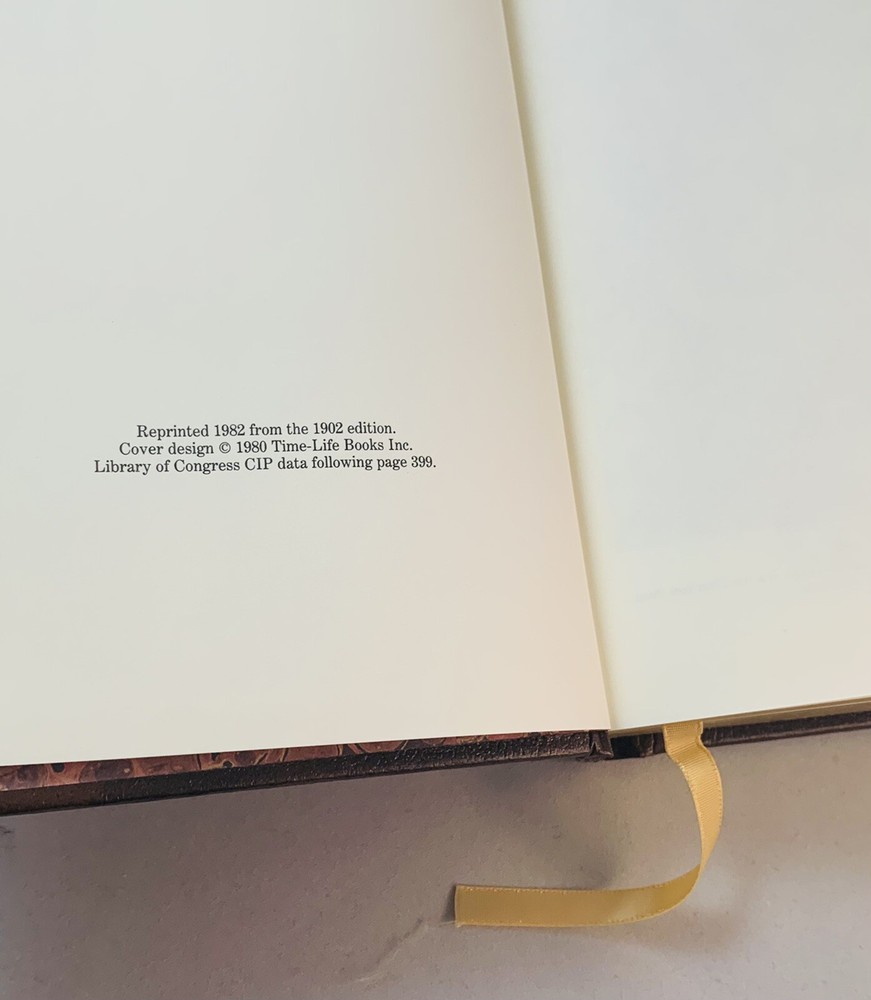 Reprinted 1982 from the 1902 edition.
Cover design © 1980 Time-Life Books Inc.
Library of Congress CIP data following page 399.